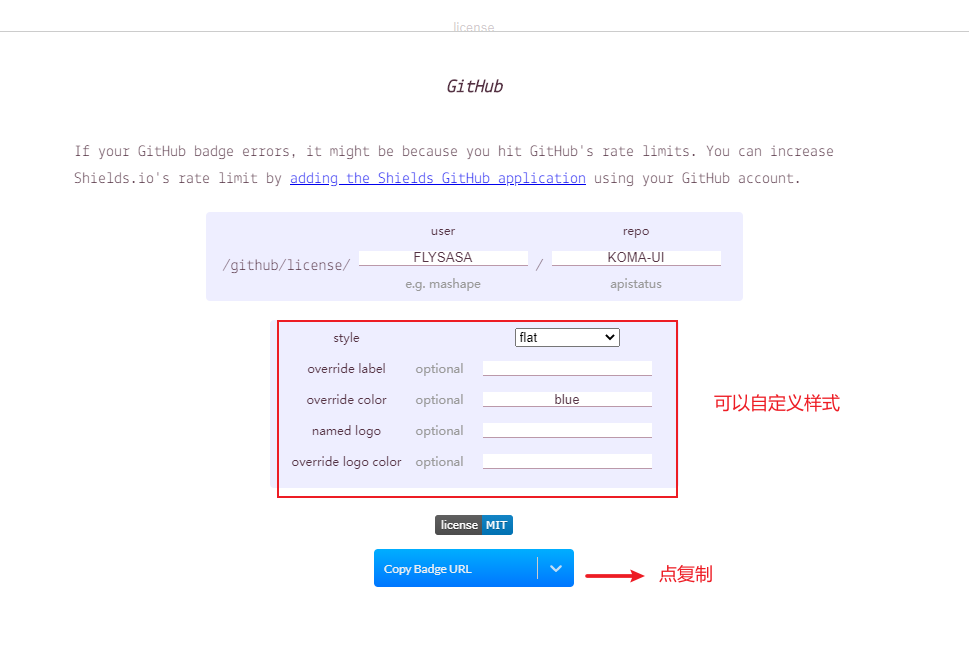 license
GitHub
If your GitHub badge errors, it might be because you hit GitHub's rate limits. You can increase
Shields.io's rate limit by adding the Shields GitHub application using your GitHub account.
user repo
/github/license/ FLYSASA / KOMA-UI
e.g. mashape apistatus
style flat
override label optional
override color optional blue
named logo optional
override logo color optional
可以自定义样式
license MIT
Copy Badge URL
点复制